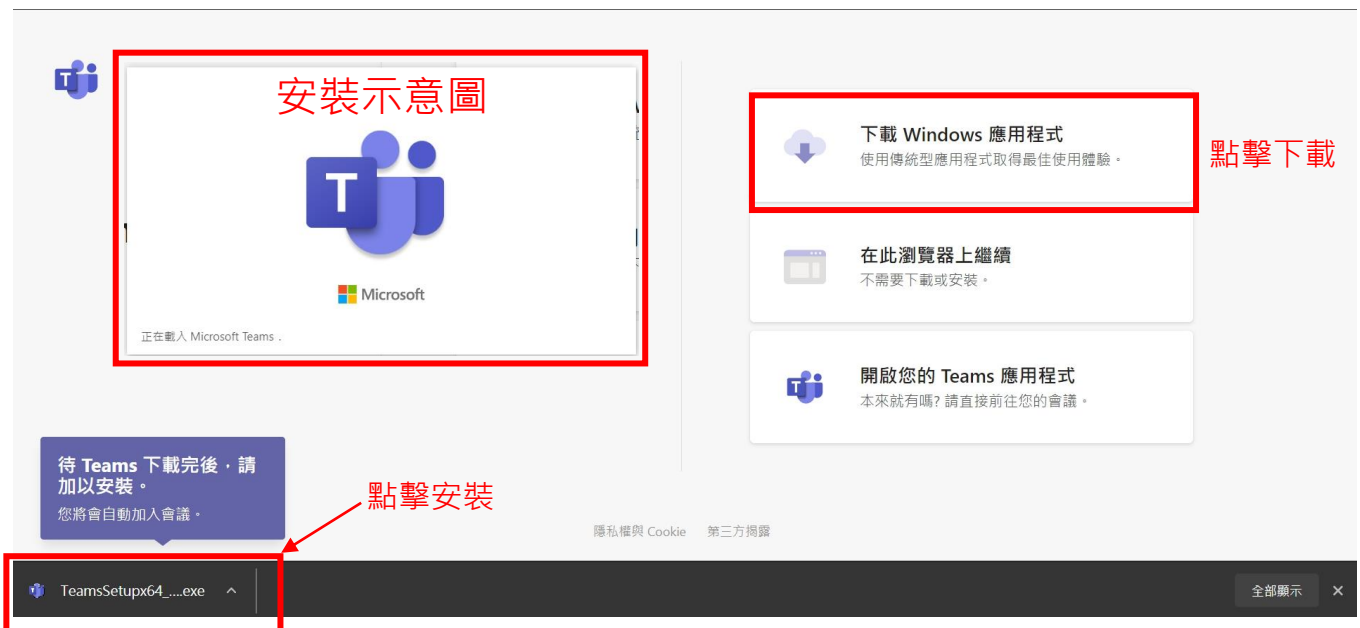 安裝示意圖
T
T
Microsoft
正在載入 Microsoft Teams .
下載 Windows 應用程式
使用傳統型應用程式取得最佳使用體驗。
點擊下載
在此瀏覽器上繼續
不需要下載或安裝。
T
開啟您的 Teams 應用程式
本來就有嗎? 請直接前往您的會議。
待 Teams 下載完後，請
加以安裝。
您將會自動加入會議。
點擊安裝
隱私權與 Cookie 第三方揭露
TeamsSetupx64_....exe
全部顯示